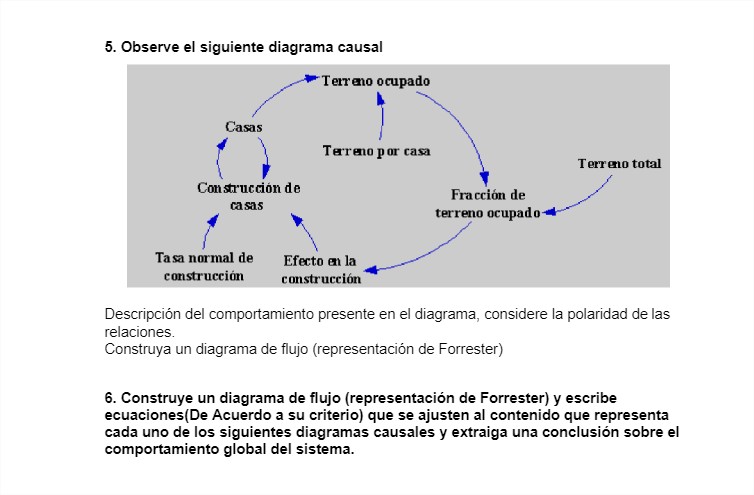 5. Observe el siguiente diagrama causal
Terreno ocupado
Casas
Terreno por casa
Terreno total
Construcción de
casas
Fracción de
terreno ocupado
Tasa normal de
construcción
Efecto en la
construcción
Descripción del comportamiento presente en el diagrama, considere la polaridad de las
relaciones.
Construya un diagrama de flujo (representación de Forrester)
6. Construye un diagrama de flujo (representación de Forrester) y escribe
ecuaciones(De Acuerdo a su criterio) que se ajusten al contenido que representa
cada uno de los siguientes diagramas causales y extraiga una conclusión sobre el
comportamiento global del sistema.